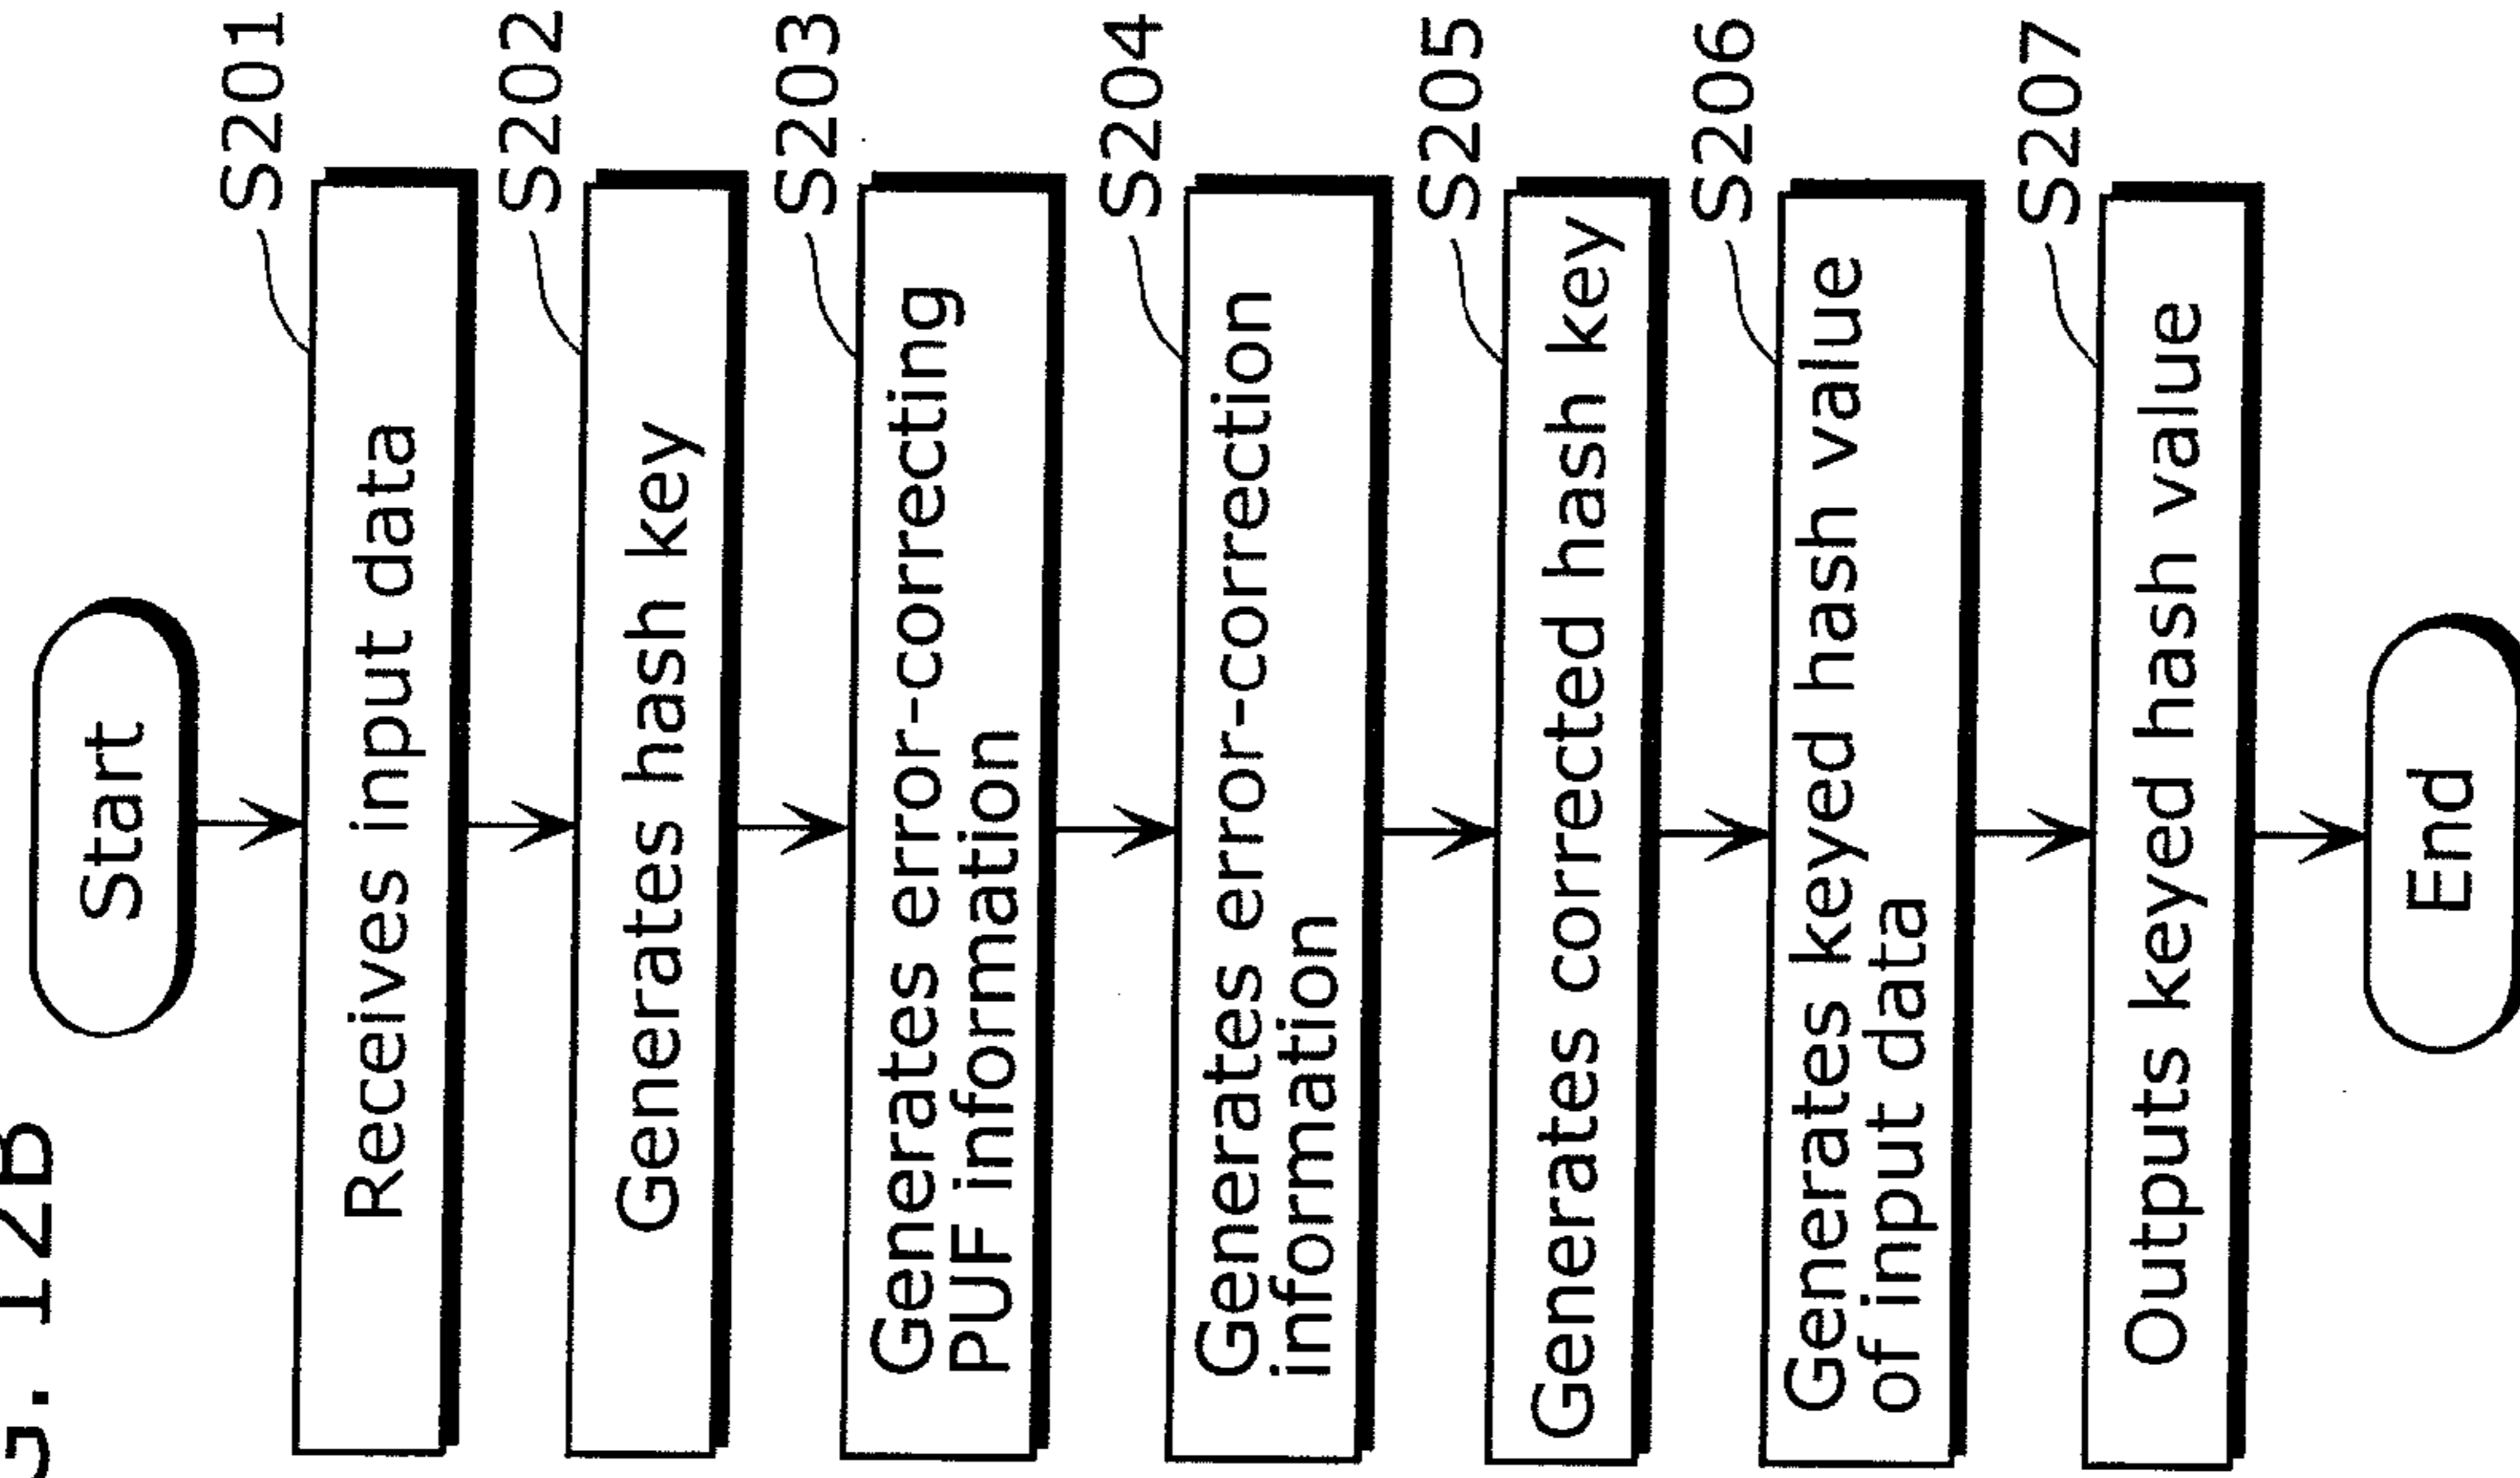 G. 12B
Start
S201
Receives input data
S202
Generates hash key
S203
Generates error-correcting
PUF information
S204
Generates error-correction
information
S205
Generates corrected hash key
S206
Generates keyed hash value
of input data
S207
Outputs keyed hash value
End